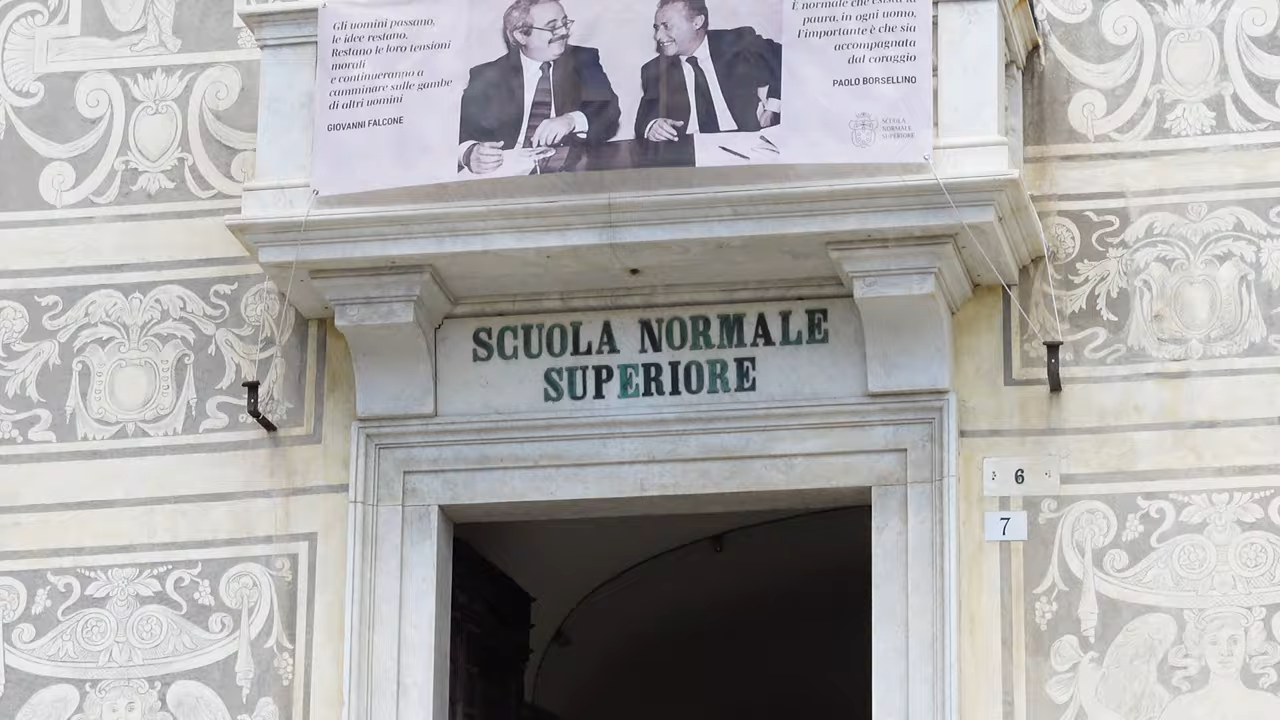 Gli uomini passano,
le idee restano.
Restano le loro tensioni
morali
e continueranno a
camminare sulle gambe
di altri uomini
GIOVANNI FALCONE
È normale che esista la
paura, in ogni uomo,
l'importante è che sia
accompagnata
dal coraggio
PAOLO BORSELLINO
SCUOLA
NORMALE
SUPERIORE
SCUOLA NORMALE
SUPERIORE
6
7